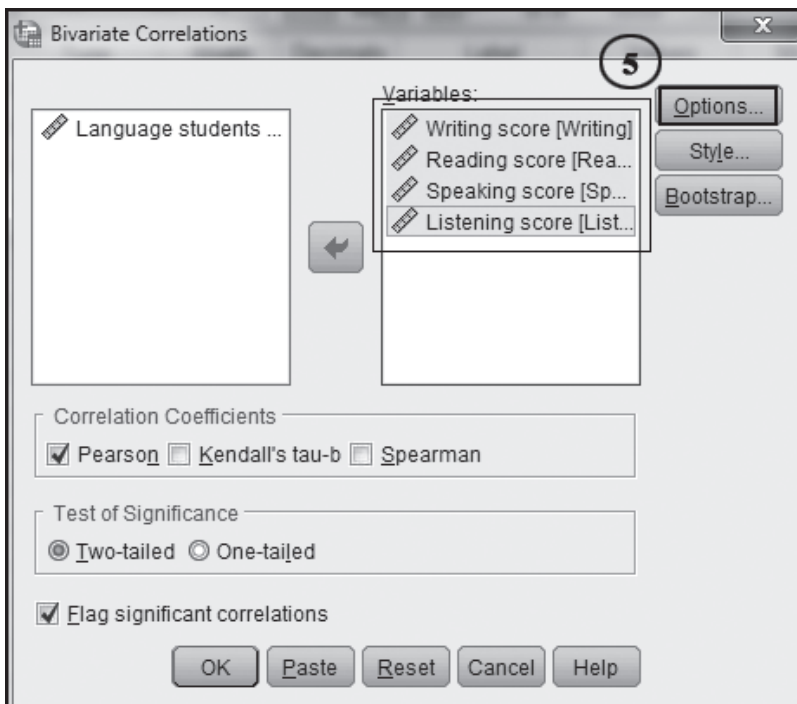 Bivariate Correlations
X
5
Variables:
Language students ...
Writing score [Writing]
Reading score [Rea...
Speaking score [Sp...
Listening score [List...
Options...
Style...
Bootstrap...
Correlation Coefficients
Pearson Kendall's tau-b Spearman
Test of Significance
Two-tailed One-tailed
Flag significant correlations
OK Paste Reset Cancel Help